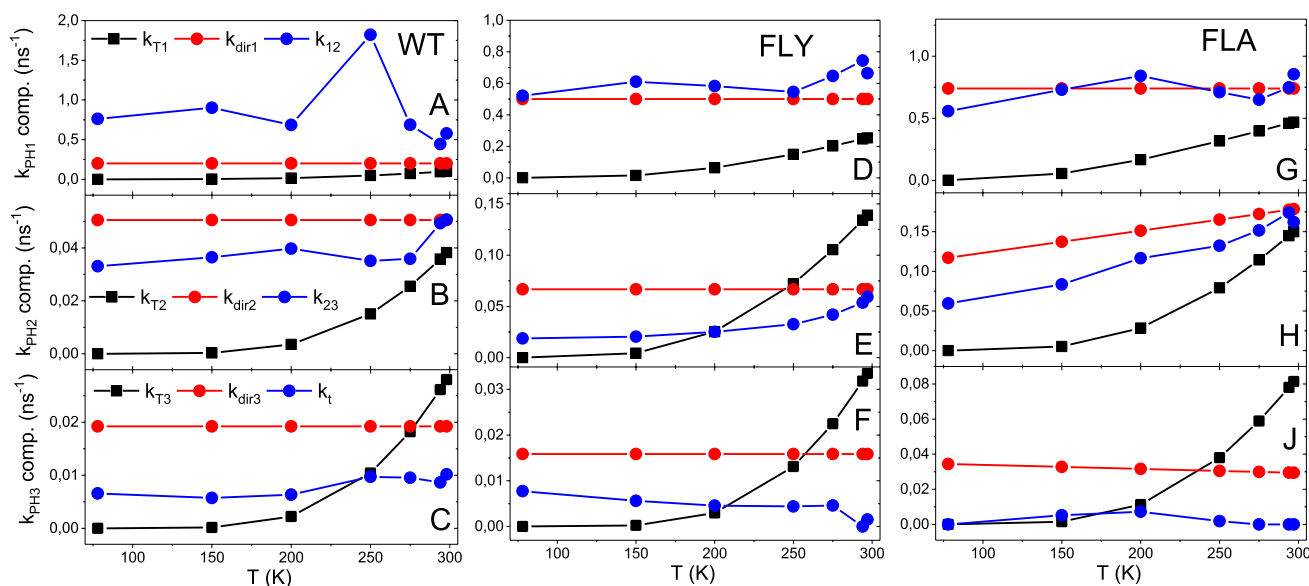 k_T1 k_dir1 k_12 WT
2,0
1,5
1,0
0,5
0,0
A
k_PH1 comp. (ns⁻¹)
k_T2 k_dir2 k_23
0,04
0,02
0,00
B
k_PH2 comp. (ns⁻¹)
k_T3 k_dir3 k_t
0,02
0,01
0,00
C
k_PH3 comp. (ns⁻¹)
100 150 200 250 300
T (K)
FLY
1,0
0,8
0,6
0,4
0,2
0,0
D
0,15
0,10
0,05
0,00
E
0,03
0,02
0,01
0,00
F
100 150 200 250 300
T (K)
FLA
1,0
0,5
0,0
G
0,15
0,10
0,05
0,00
H
0,08
0,06
0,04
0,02
0,00
J
100 150 200 250 300
T (K)